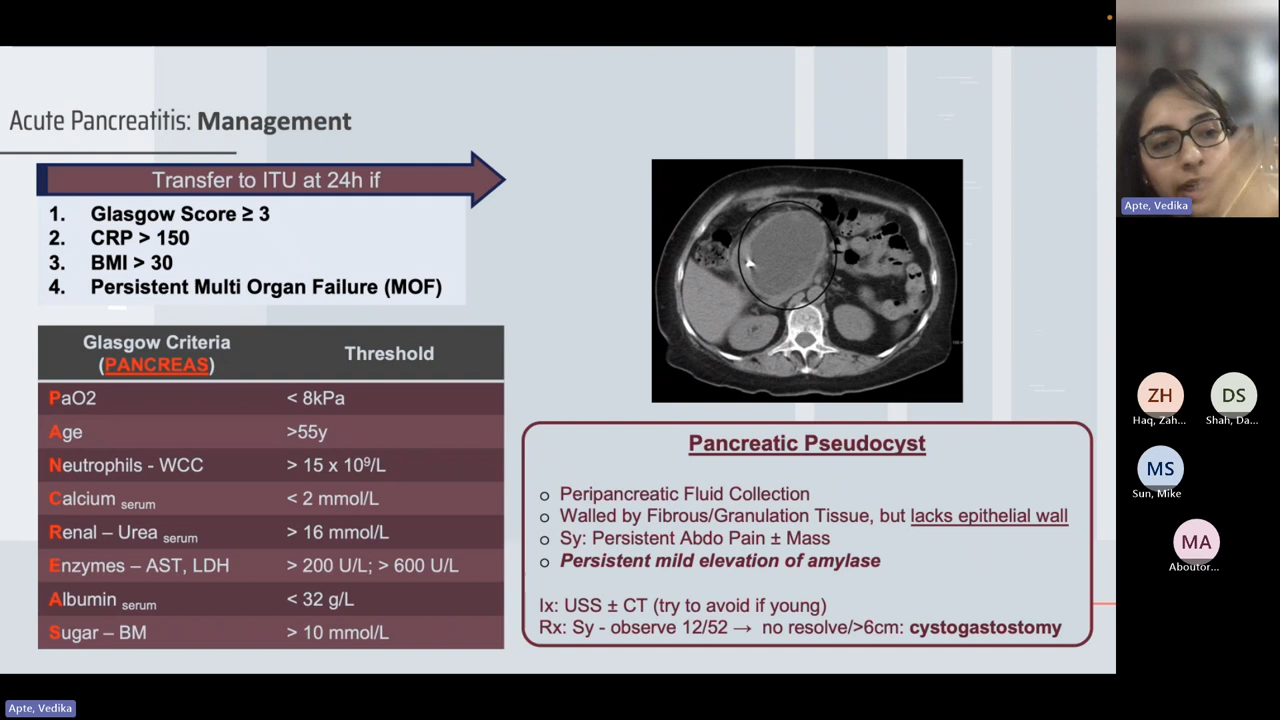 Acute Pancreatitis: Management
Transfer to ITU at 24h if
1. Glasgow Score ≥ 3
2. CRP > 150
3. BMI > 30
4. Persistent Multi Organ Failure (MOF)
Glasgow Criteria
(PANCREAS)
Threshold
PaO2 < 8kPa
Age >55y
Neutrophils - WCC > 15 x 10⁹/L
Calcium serum < 2 mmol/L
Renal – Urea serum > 16 mmol/L
Enzymes – AST, LDH > 200 U/L; > 600 U/L
Albumin serum < 32 g/L
Sugar – BM > 10 mmol/L
Pancreatic Pseudocyst
o Peripancreatic Fluid Collection
o Walled by Fibrous/Granulation Tissue, but lacks epithelial wall
o Sy: Persistent Abdo Pain ± Mass
o Persistent mild elevation of amylase
Ix: USS ± CT (try to avoid if young)
Rx: Sy - observe 12/52 → no resolve/>6cm: cystogastostomy
Apte, Vedika
ZH
Haq, Zah...
DS
Shah, Da...
MS
Sun, Mike
MA
Aboutor...
Apte, Vedika